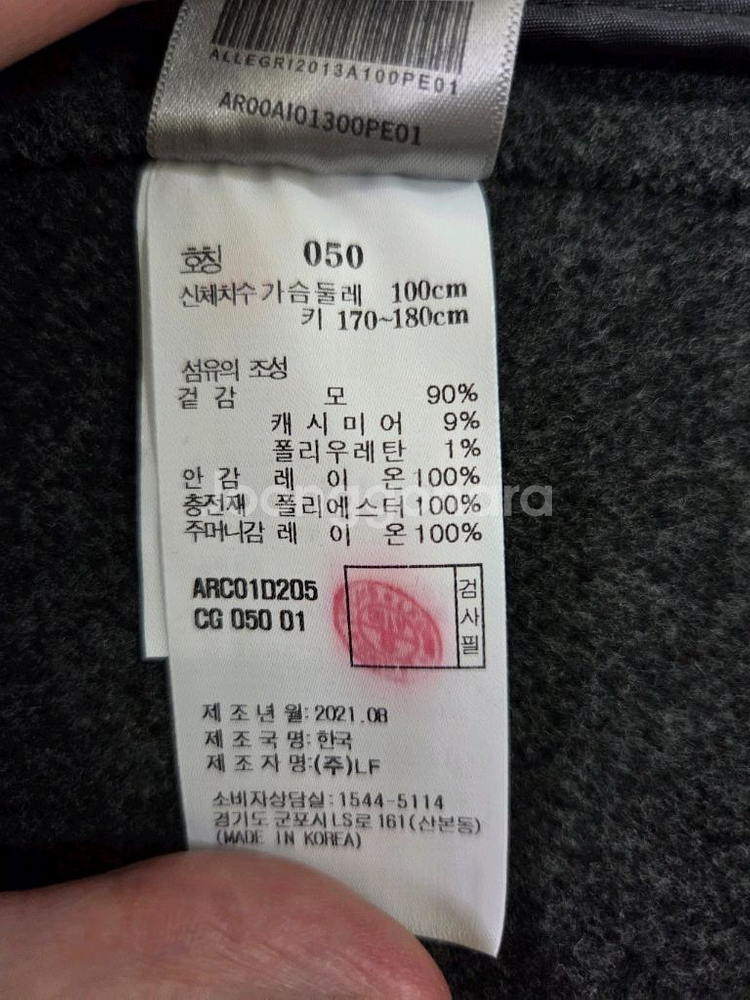 ALLEGRI2013A100PE01
AR00AI01300PE01
호칭 050
신체치수 가슴둘레 100cm
키 170~180cm
섬유의 조성
겉감 모 90%
캐시미어 9%
폴리우레탄 1%
안감 레이온 100%
충전재 폴리에스터 100%
주머니감 레이온 100%
ARC01D205
CG 050 01
검사필
제조년월: 2021.08
제조국명: 한국
제조자명:(주)LF
소비자상담실: 1544-5114
경기도 군포시 LS로 161(산본동)
(MADE IN KOREA)